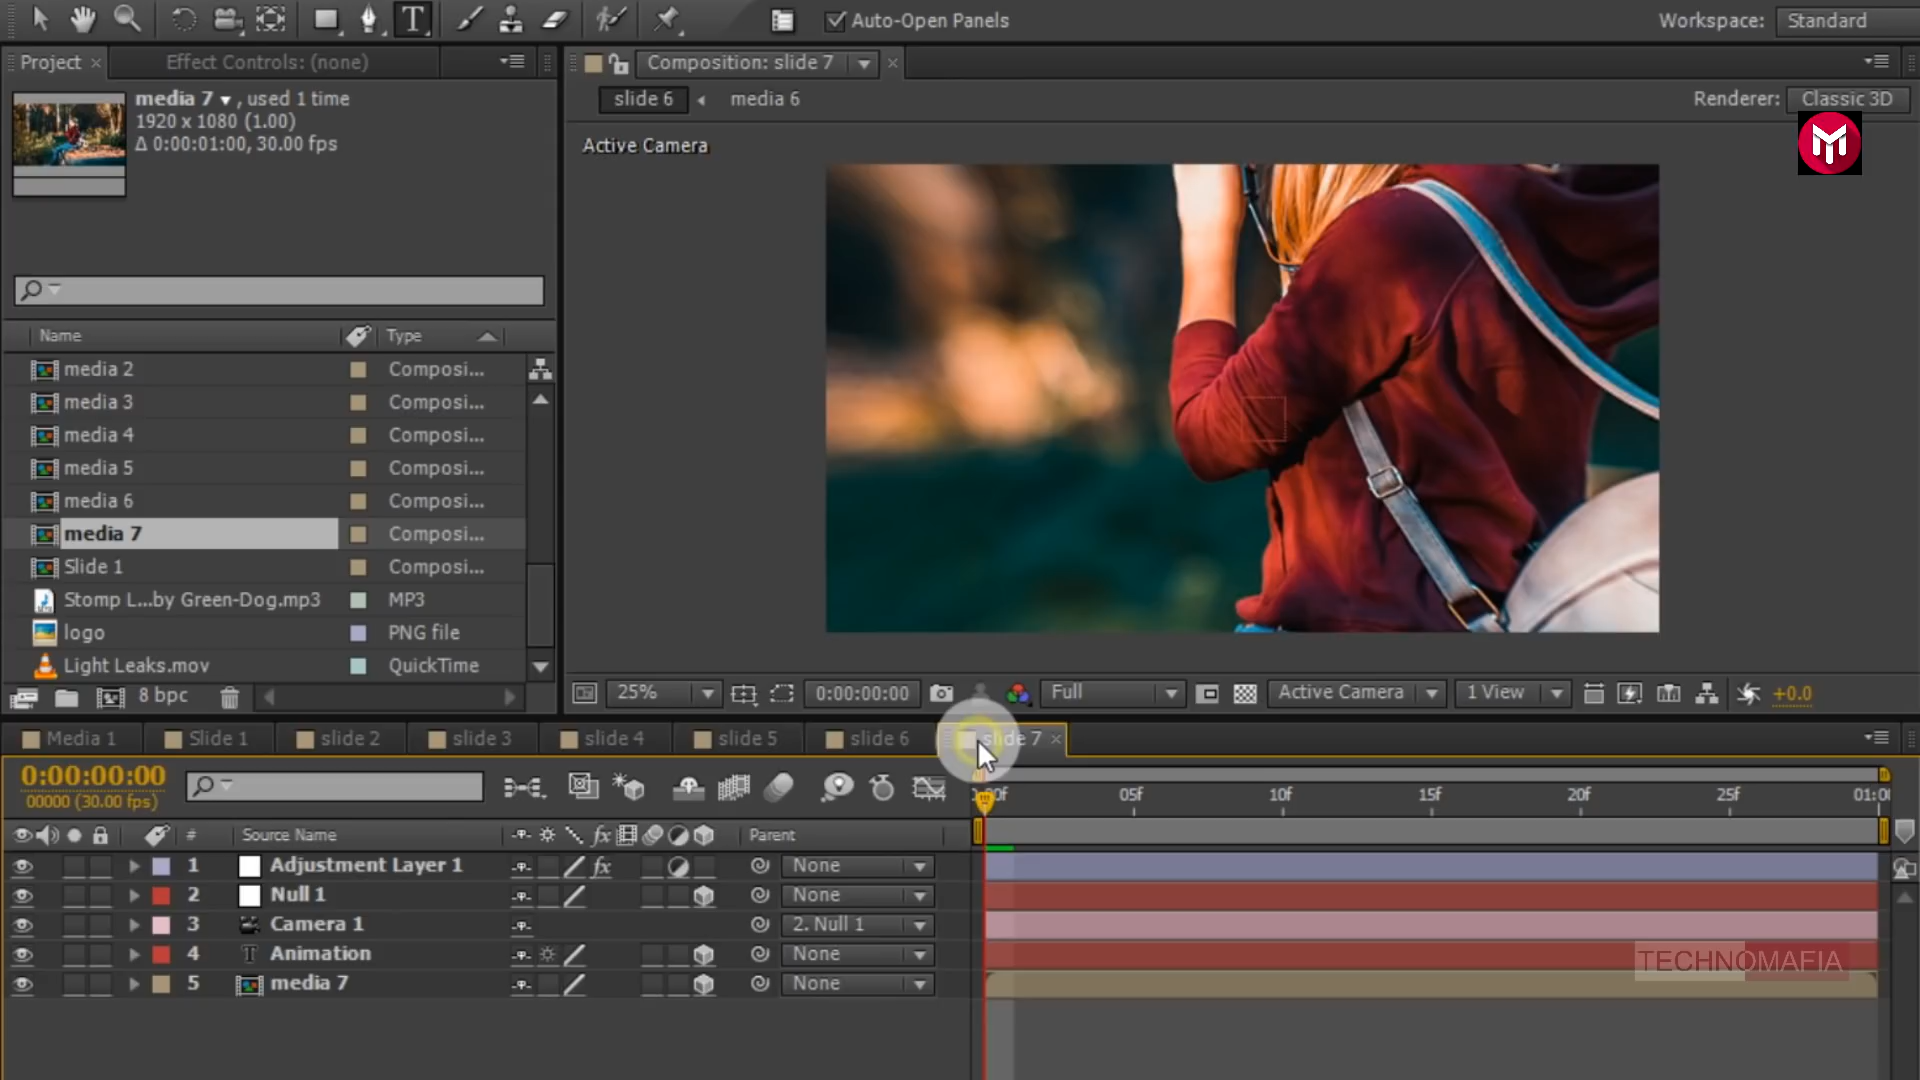 Auto-Open Panels
Workspace: Standard
Project
Effect Controls: (none)
Composition: slide 7
media 7 , used 1 time
1920 x 1080 (1.00)
Δ 0:00:01:00, 30.00 fps
slide 6
media 6
Renderer: Classic 3D
Active Camera
Name
Type
media 2 Composi...
media 3 Composi...
media 4 Composi...
media 5 Composi...
media 6 Composi...
media 7 Composi...
Slide 1 Composi...
Stomp L...by Green-Dog.mp3 MP3
logo PNG file
Light Leaks.mov QuickTime
8 bpc
25% 0:00:00:00 Full Active Camera 1 View +0.0
Media 1 Slide 1 slide 2 slide 3 slide 4 slide 5 slide 6 slide 7
0:00:00:00
00000 (30.00 fps)
05f 10f 15f 20f 25f
# Source Name fx Parent
1 Adjustment Layer 1 fx None
2 Null 1 None
3 Camera 1 2. Null 1
4 T Animation None
5 media 7 None
TECHNOMAFIA